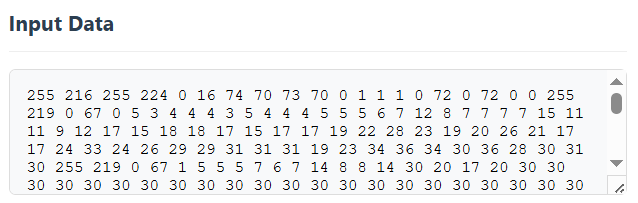 Input Data
255 216 255 224 0 16 74 70 73 70 0 1 1 1 0 72 0 72 0 0 255
219 0 67 0 5 3 4 4 4 3 5 4 4 4 5 5 5 6 7 12 8 7 7 7 7 15 11
11 9 12 17 15 18 18 17 15 17 17 19 22 28 23 19 20 26 21 17
17 24 33 24 26 29 29 31 31 31 19 23 34 36 34 30 36 28 30 31
30 255 219 0 67 1 5 5 5 7 6 7 14 8 8 14 30 20 17 20 30 30
30 30 30 30 30 30 30 30 30 30 30 30 30 30 30 30 30 30 30